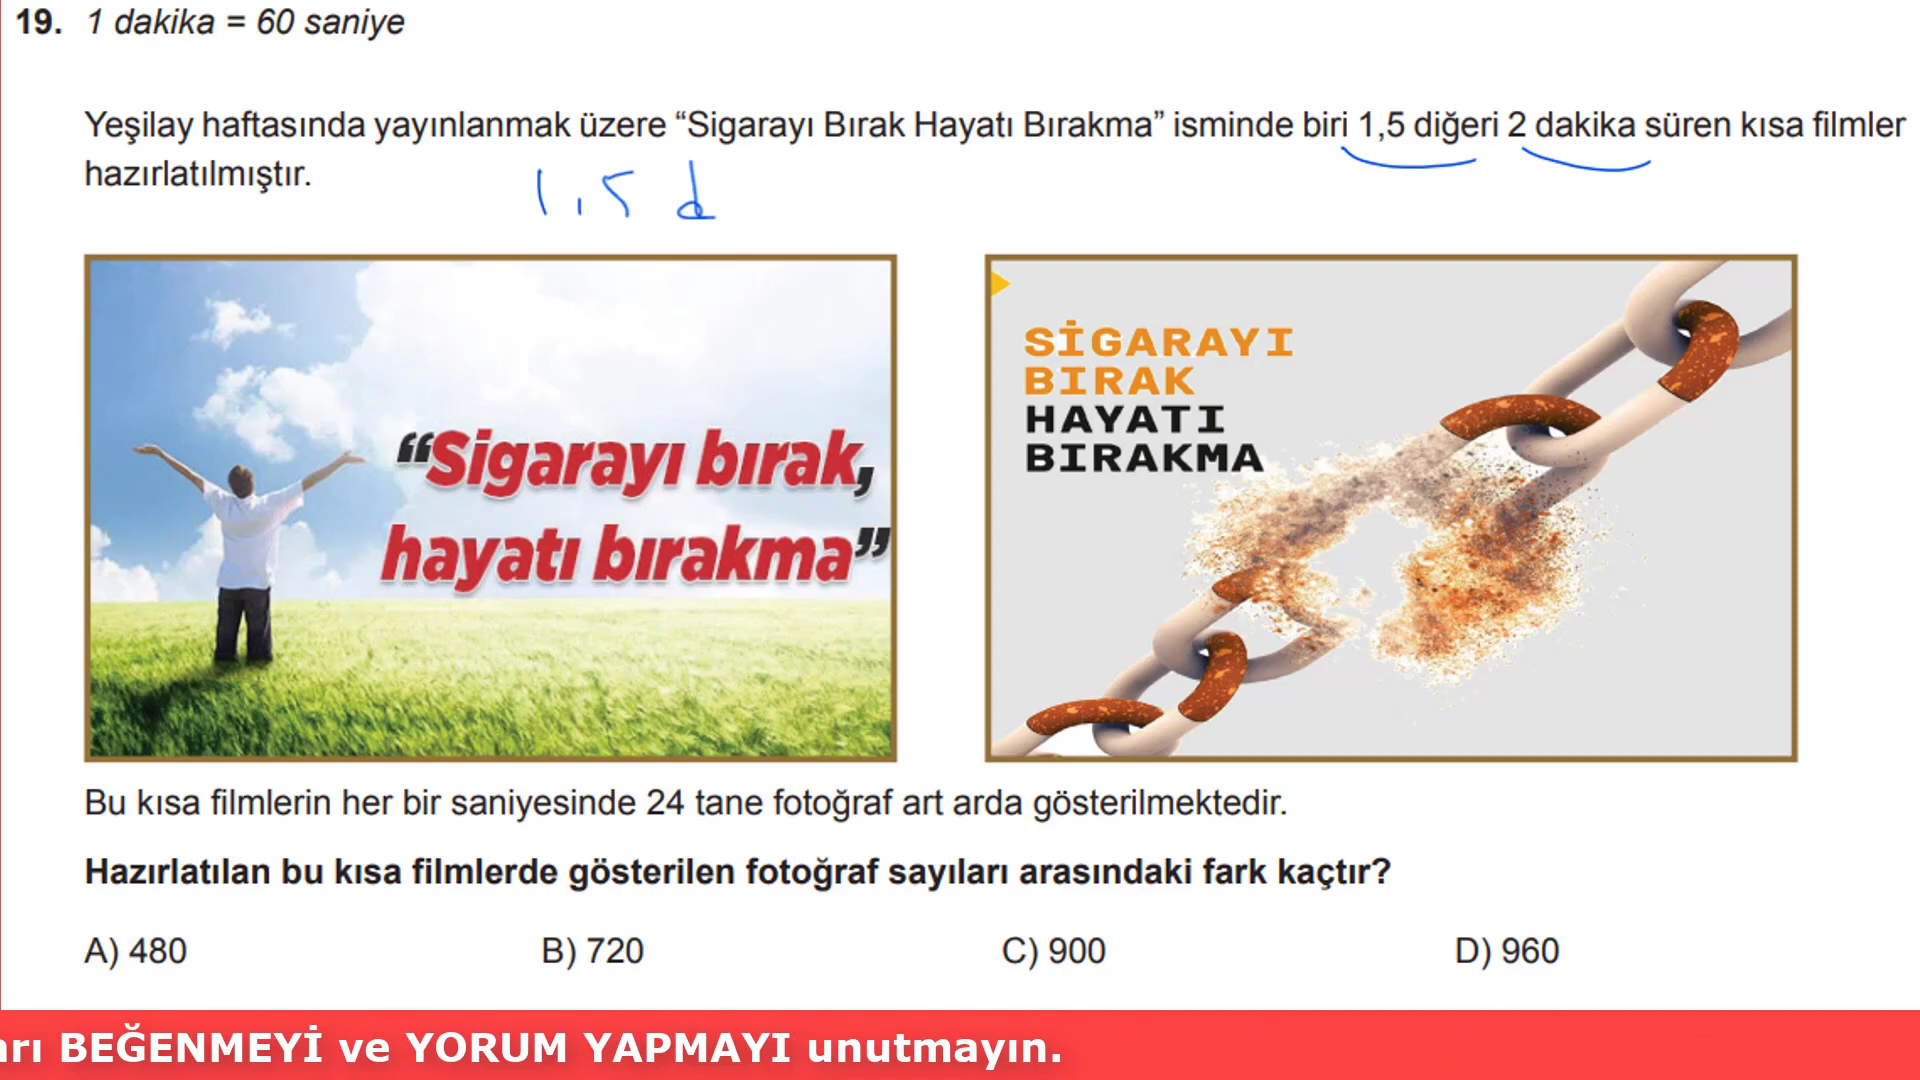 19. 1 dakika = 60 saniye
Yeşilay haftasında yayınlanmak üzere “Sigarayı Bırak Hayatı Bırakma” isminde biri 1,5 diğeri 2 dakika süren kısa filmler
hazırlatılmıştır.
1,5 d
“Sigarayı bırak,
hayatı bırakma”
SİGARAYI
BIRAK
HAYATI
BIRAKMA
Bu kısa filmlerin her bir saniyesinde 24 tane fotoğraf art arda gösterilmektedir.
Hazırlatılan bu kısa filmlerde gösterilen fotoğraf sayıları arasındaki fark kaçtır?
A) 480 B) 720 C) 900 D) 960
BEĞENMEYİ ve YORUM YAPMAYI unutmayın.